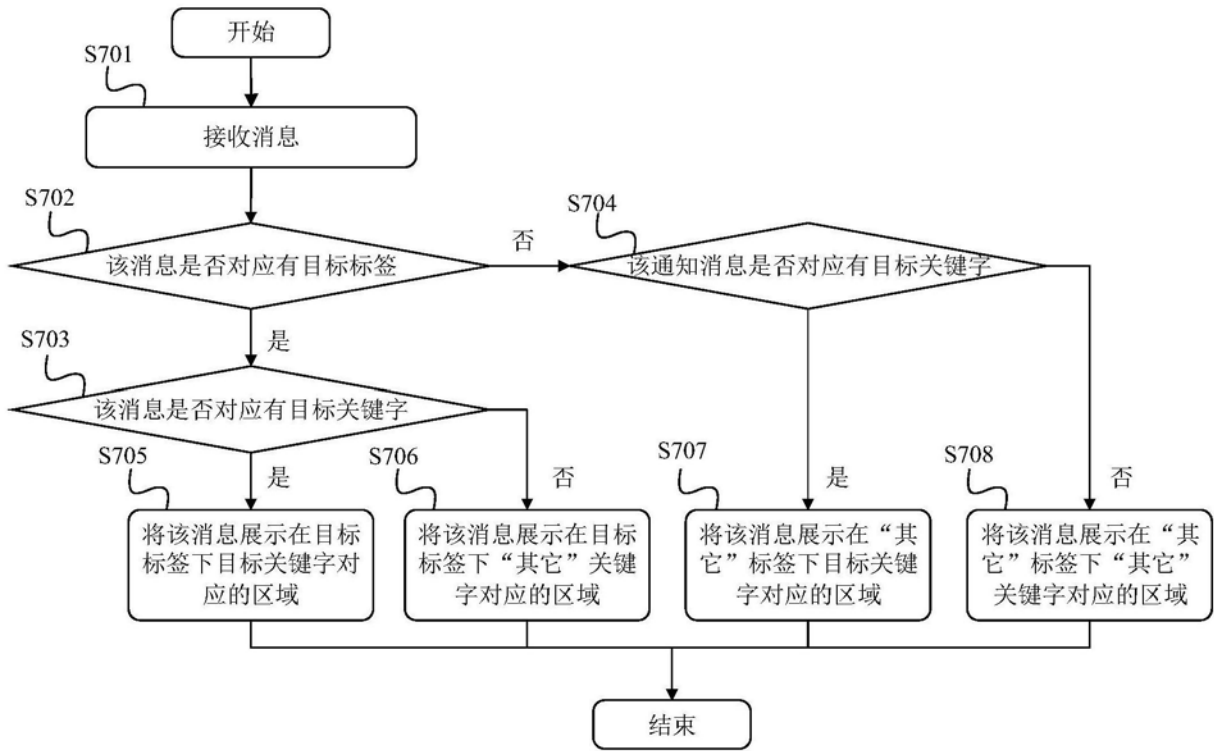 开始
S701
接收消息
S702
该消息是否对应有目标标签
否
S704
该通知消息是否对应有目标关键字
是
S703
该消息是否对应有目标关键字
S705
是
S706
否
S707
是
S708
否
将该消息展示在目标
标签下目标关键字对
应的区域
将该消息展示在目标
标签下“其它”关键
字对应的区域
将该消息展示在“其
它”标签下目标关键
字对应的区域
将该消息展示在“其
它”标签下“其它”
关键字对应的区域
结束